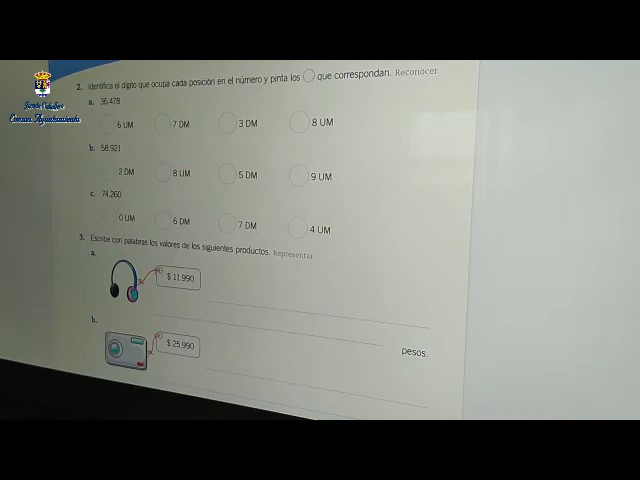 2. Identifica el dígito que ocupa cada posición en el número y pinta los que correspondan. Reconocer
a. 36.478
6 UM 7 DM 3 DM 8 UM
b. 58.921
2 DM 8 UM 5 DM 9 UM
c. 74.260
0 UM 6 DM 7 DM 4 UM
3. Escribe con palabras los valores de los siguientes productos. Representar
a.
$ 11.990
b.
$ 25.990
pesos.